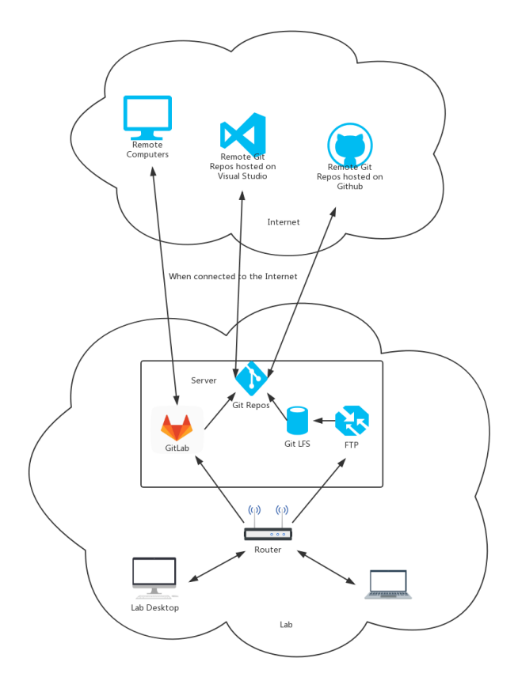 Remote
Computers
Remote Git
Repos hosted on
Visual Studio
Remote Git
Repos hosted on
Github
Internet
When connected to the Internet
Server
Git Repos
GitLab
Git LFS
FTP
Router
Lab Desktop
Lab